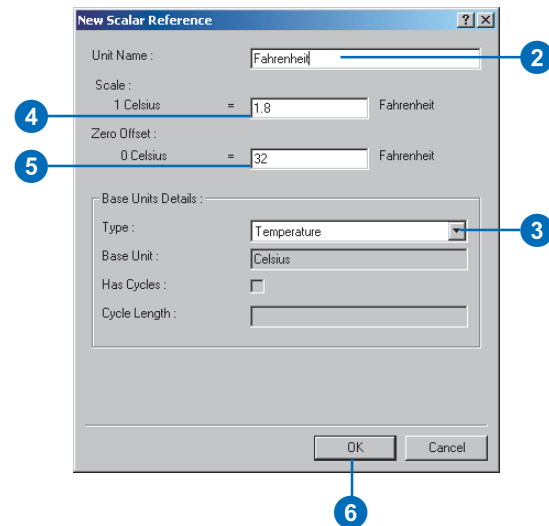 New Scalar Reference
Unit Name : Fahrenheit 2
Scale :
4 1 Celsius = 1.8 Fahrenheit
Zero Offset :
5 0 Celsius = 32 Fahrenheit
Base Units Details :
Type : Temperature 3
Base Unit : Celsius
Has Cycles :
Cycle Length :
OK Cancel
6